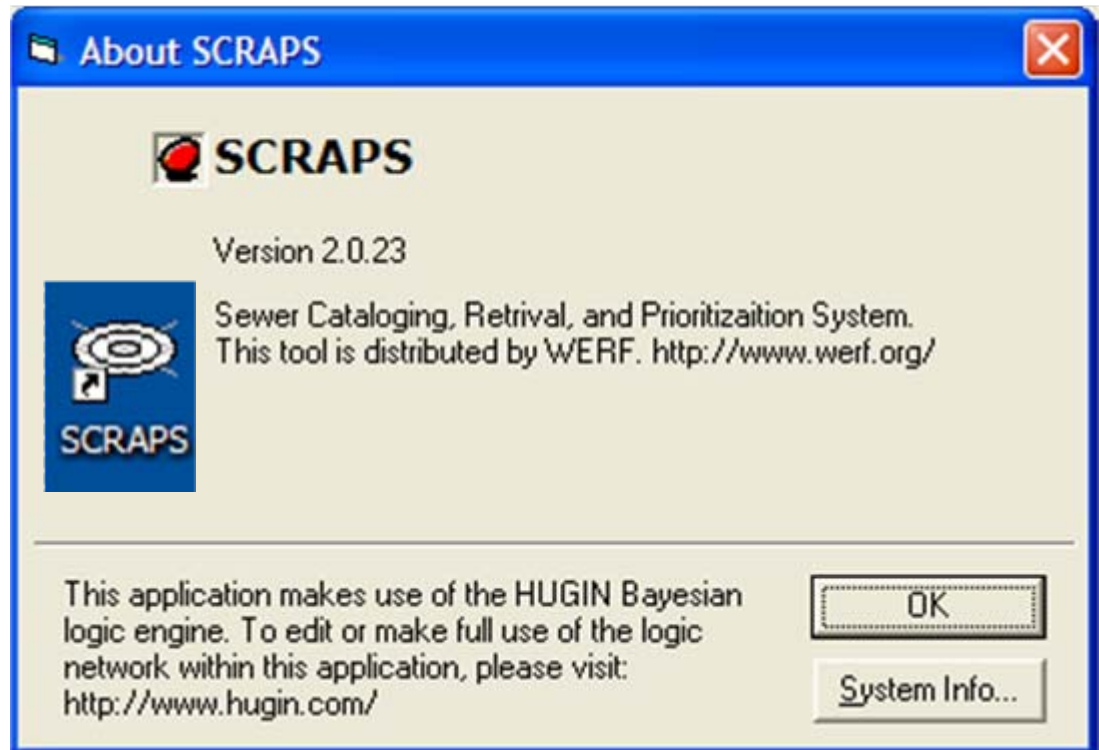 About SCRAPS
SCRAPS
Version 2.0.23
Sewer Cataloging, Retrival, and Prioritizaition System.
This tool is distributed by WERF. http://www.werf.org/
SCRAPS
This application makes use of the HUGIN Bayesian
logic engine. To edit or make full use of the logic
network within this application, please visit:
http://www.hugin.com/
OK
System Info...